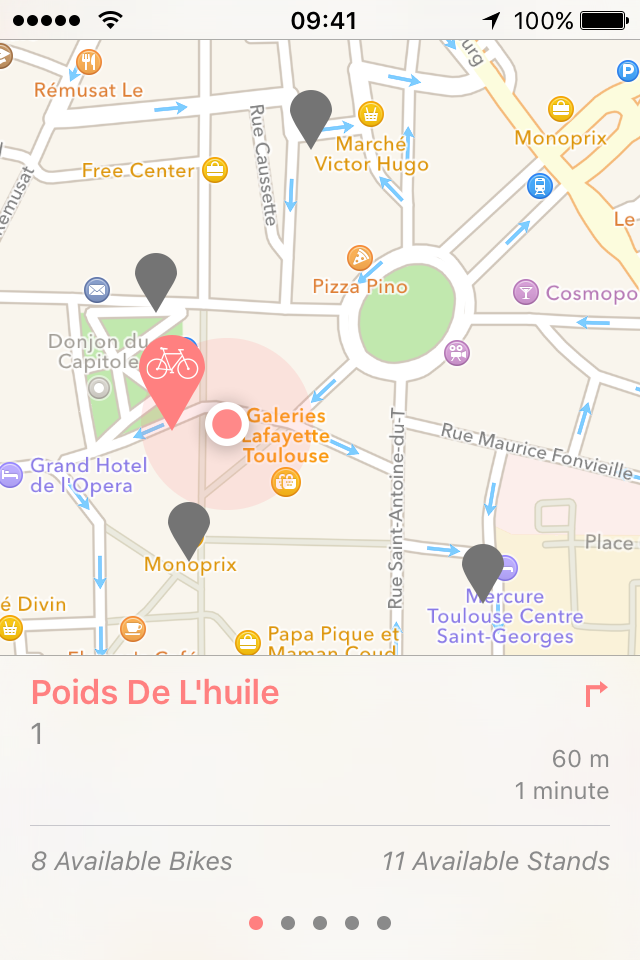 09:41
100%
urg
Rémusat Le
P
Monoprix
Marché
Victor Hugo
Free Center
Rue Caussette
Rémusat
Le
Pizza Pino
Cosmopo
Donjon du
Capitole
Galeries
Lafayette
Toulouse
Rue Saint-Antoine-du-T
Rue Maurice Fonvieille
Grand Hotel
de l'Opera
Place
Monoprix
é Divin
Mercure
Toulouse Centre
Saint-Georges
Papa Pique et
Maman Coud
Poids De L'huile
1
60 m
1 minute
8 Available Bikes
11 Available Stands